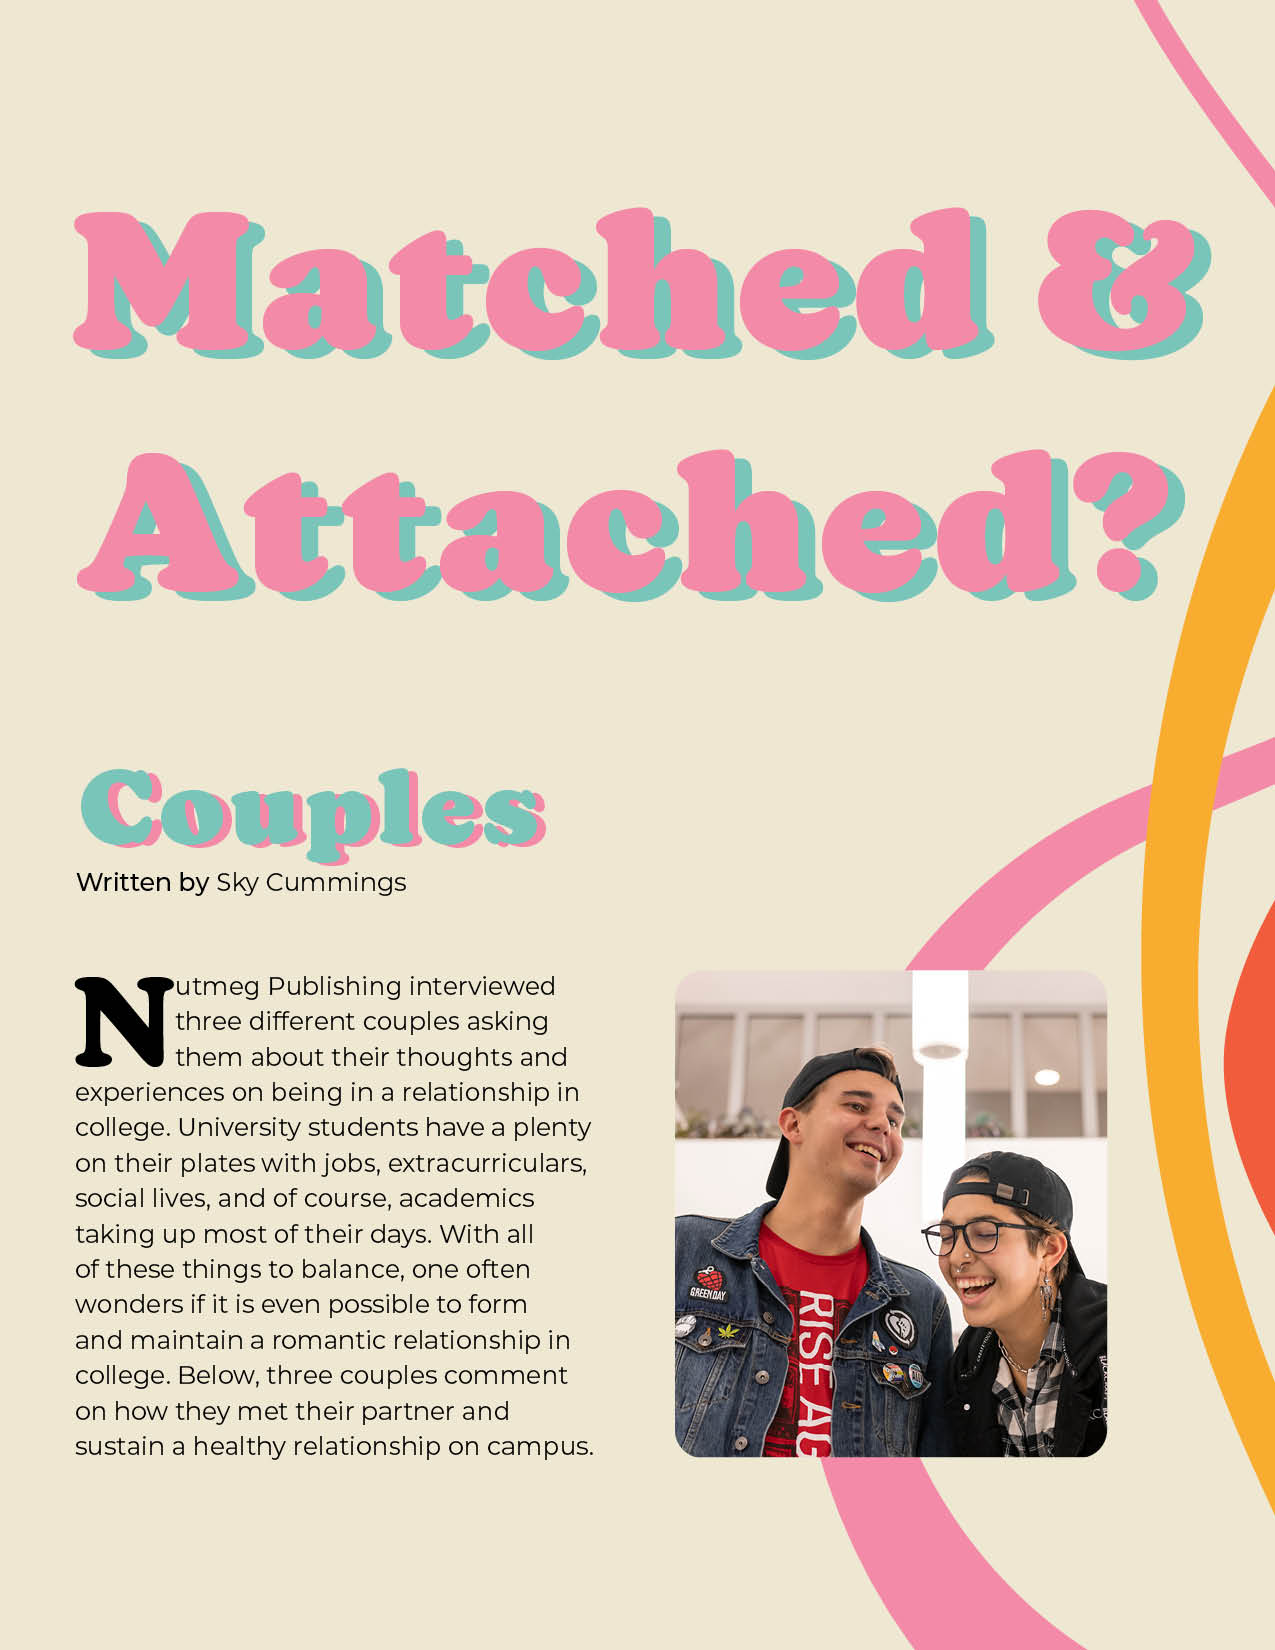 Matched &
Attached?
Couples
Written by Sky Cummings
Nutmeg Publishing interviewed
three different couples asking
them about their thoughts and
experiences on being in a relationship in
college. University students have a plenty
on their plates with jobs, extracurriculars,
social lives, and of course, academics
taking up most of their days. With all
of these things to balance, one often
wonders if it is even possible to form
and maintain a romantic relationship in
college. Below, three couples comment
on how they met their partner and
sustain a healthy relationship on campus.
GREEN DAY
RISE AG